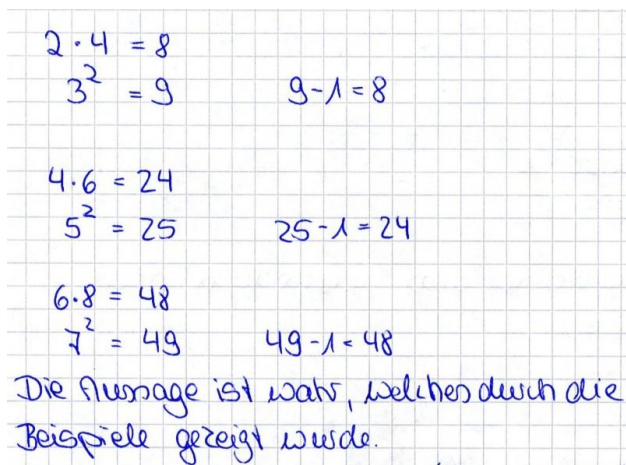 2 · 4 = 8
3² = 9 9 - 1 = 8
4 · 6 = 24
5² = 25 25 - 1 = 24
6 · 8 = 48
7² = 49 49 - 1 = 48
Die Aussage ist wahr, welches durch die
Beispiele gezeigt wurde.